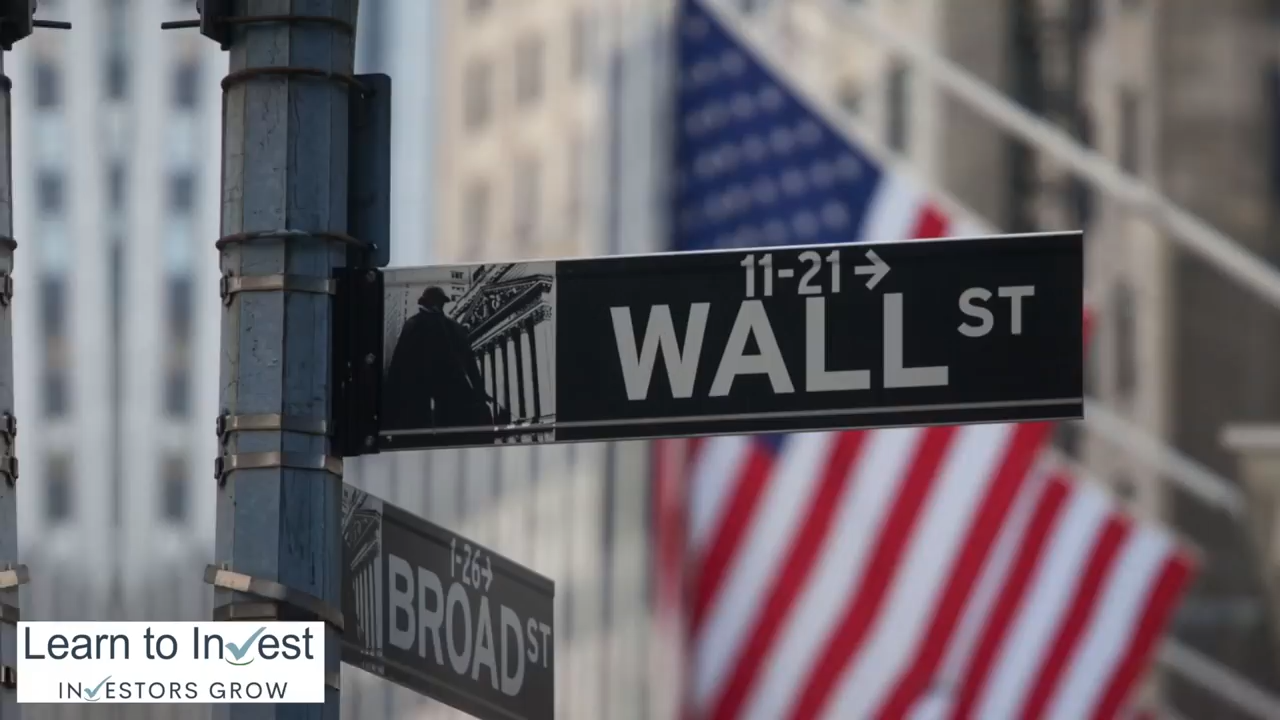 11-21→
WALL ST
1-26→
BROAD ST
Learn to Invest
INVESTORS GROW